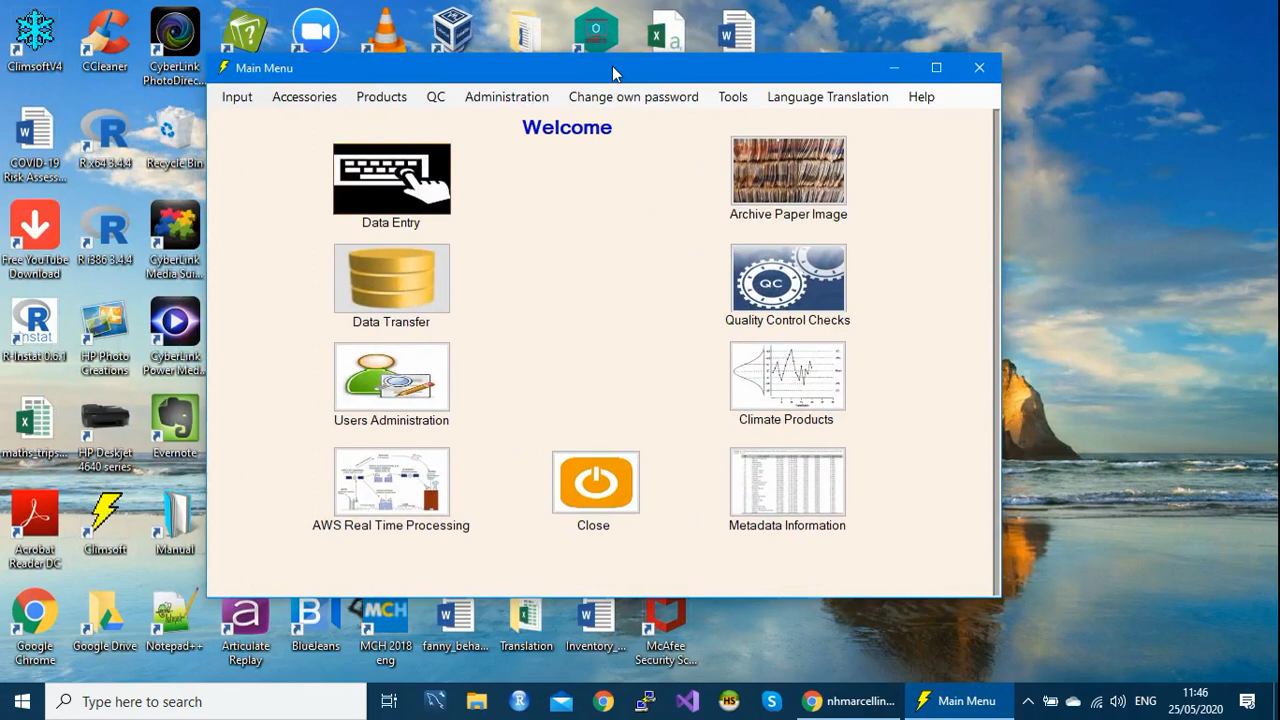 ClimsoftV4
CCleaner
CyberLink
PhotoDirec...
Main Menu
Input Accessories Products QC Administration Change own password Tools Language Translation Help
Welcome
Data Entry
Archive Paper Image
Data Transfer
QC
Quality Control Checks
Users Administration
Climate Products
AWS Real Time Processing
Close
Metadata Information
COVID-19
Risk Assess...
R x64 3.4.4
Recycle Bin
Free YouTube
Download
R i386 3.4.4
CyberLink
Media Sui...
R-Instat 0.6.1
HP Photo
Creations
CyberLink
Power Med...
maths_trips...
HP Deskjet
4640 series
Evernote
Acrobat
Reader DC
Climsoft
Manual
Google
Chrome
Google Drive
Notepad++
Articulate
Replay
BlueJeans
MCH 2018
eng
fanny_beha...
Translation
Inventory_...
McAfee
Security Sc...
Type here to search
nhmarcellin...
Main Menu
ENG
11:46
25/05/2020